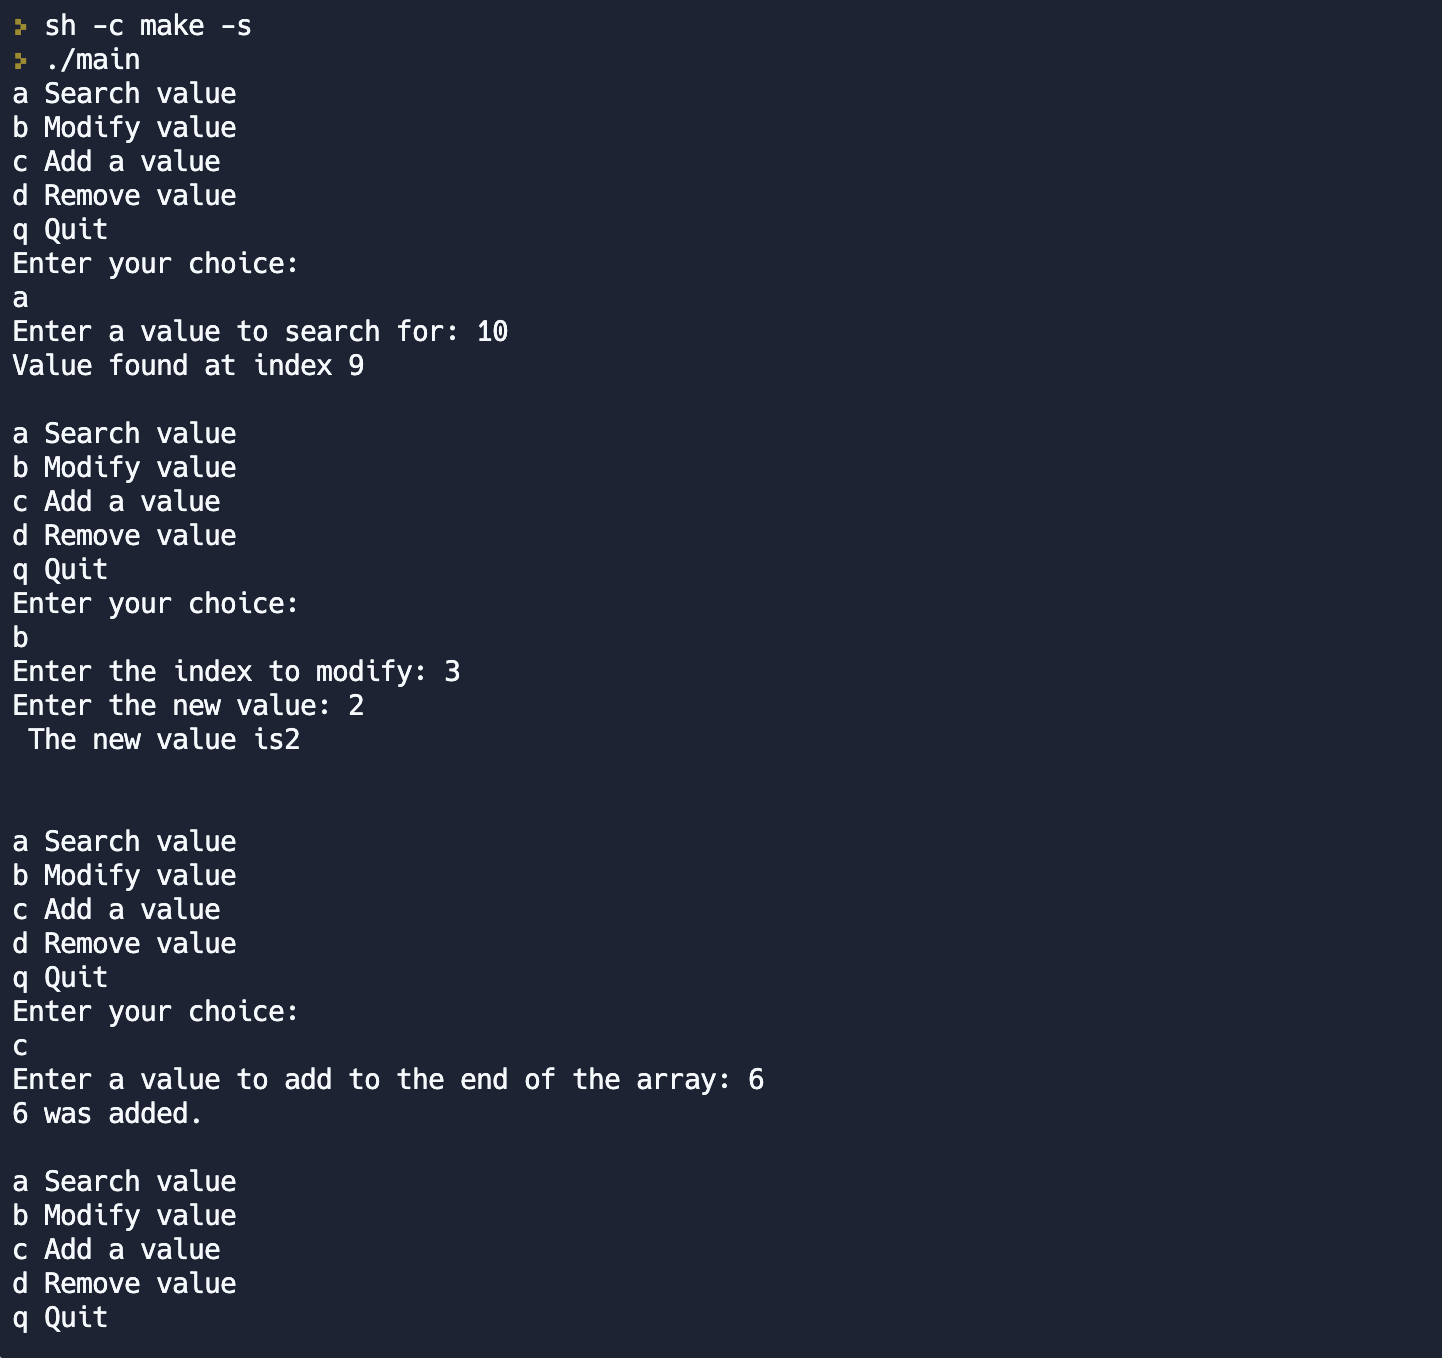 sh -c make -s
./main
a Search value
b Modify value
c Add a value
d Remove value
q Quit
Enter your choice:
a
Enter a value to search for: 10
Value found at index 9

a Search value
b Modify value
c Add a value
d Remove value
q Quit
Enter your choice:
b
Enter the index to modify: 3
Enter the new value: 2
 The new value is2


a Search value
b Modify value
c Add a value
d Remove value
q Quit
Enter your choice:
c
Enter a value to add to the end of the array: 6
6 was added.

a Search value
b Modify value
c Add a value
d Remove value
q Quit